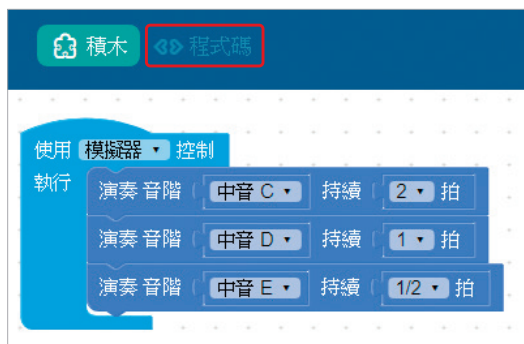 積木 程式碼
使用 模擬器 控制
執行 演奏 音階 中音 C 持續 2 拍
演奏 音階 中音 D 持續 1 拍
演奏 音階 中音 E 持續 1/2 拍